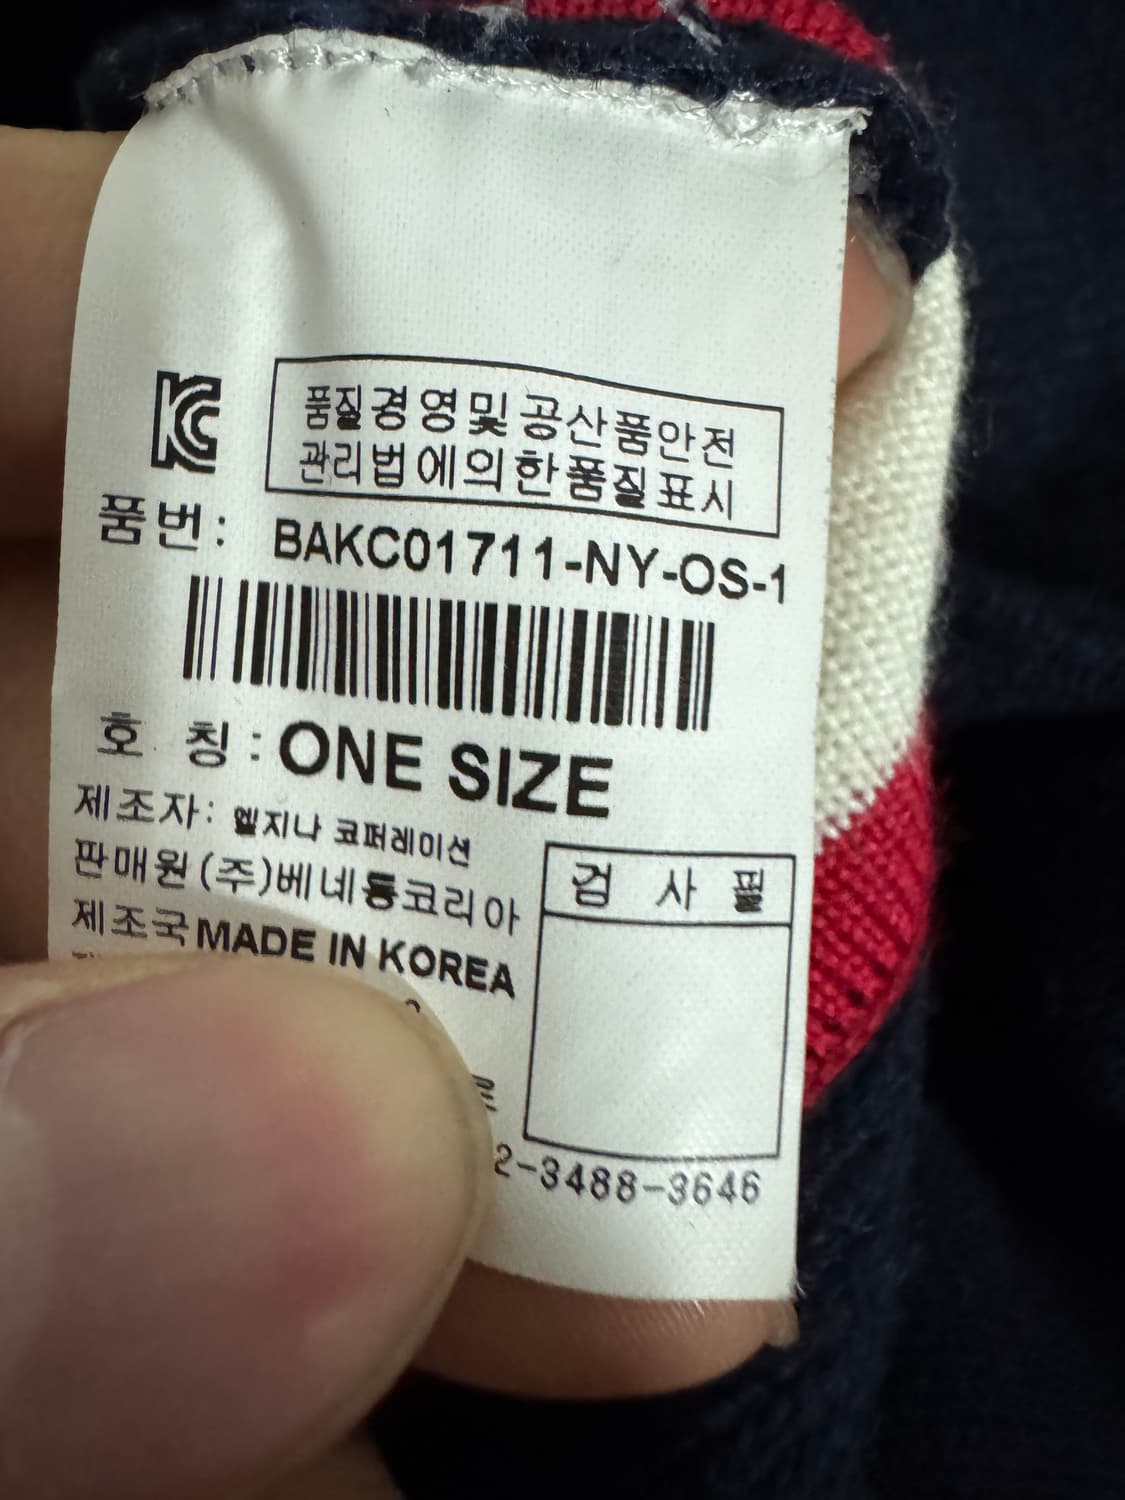 KC
품질경영및공산품안전
관리법에의한품질표시
품번: BAKC01711-NY-OS-1
호 칭: ONE SIZE
제조자: 엘지나 코퍼레이션
판매원 (주)베네통코리아
제조국 MADE IN KOREA
검 사 필
2-3488-3646